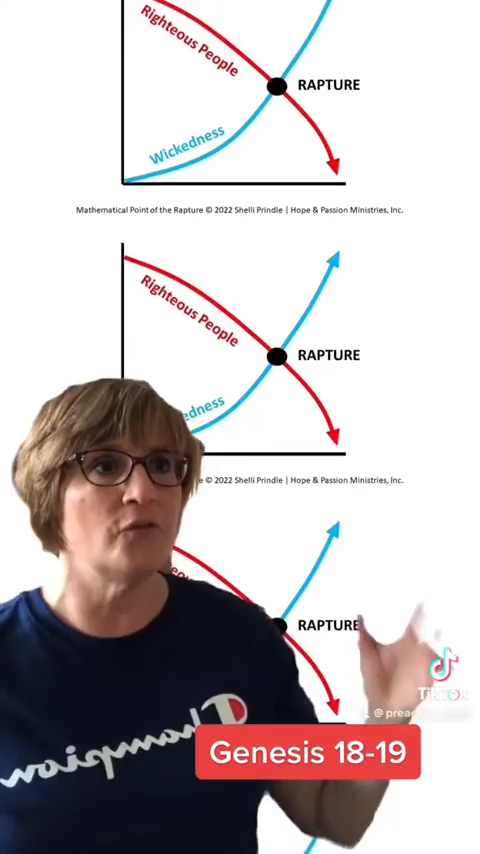 Righteous People
RAPTURE
Wickedness
Mathematical Point of the Rapture © 2022 Shelli Prindle | Hope & Passion Ministries, Inc.
Righteous People
RAPTURE
edness
e © 2022 Shelli Prindle | Hope & Passion Ministries, Inc.
RAPTURE
TikTok
Champion
Genesis 18-19